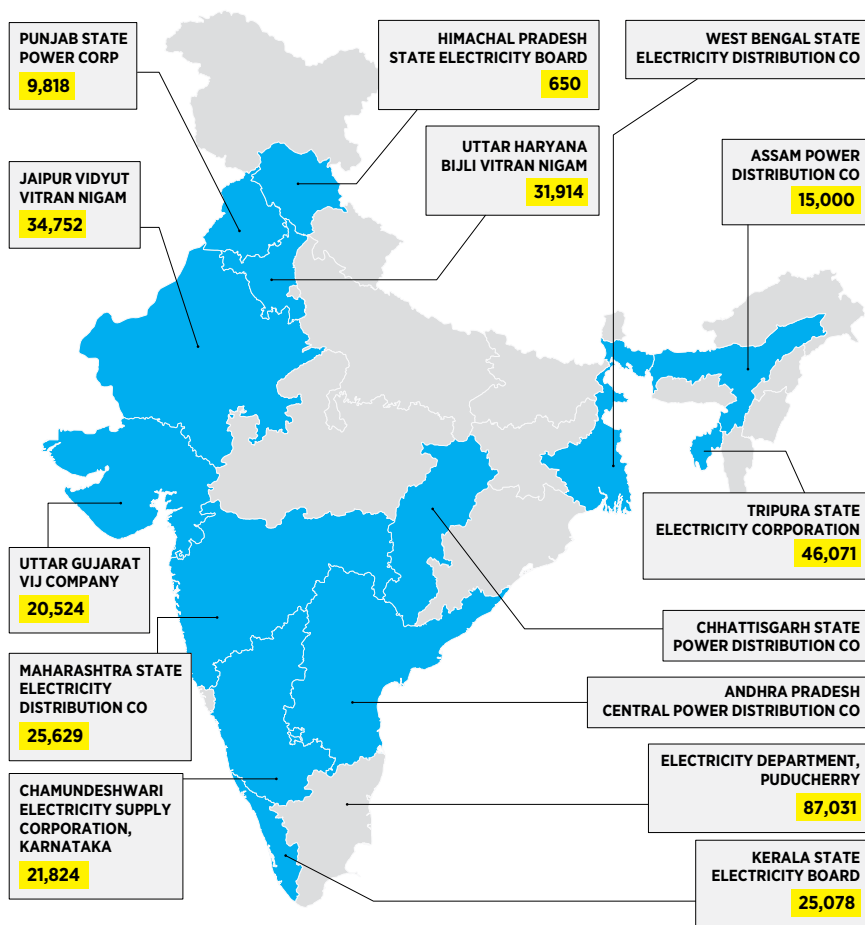 PUNJAB STATE
POWER CORP
9,818
HIMACHAL PRADESH
STATE ELECTRICITY BOARD
650
WEST BENGAL STATE
ELECTRICITY DISTRIBUTION CO
JAIPUR VIDYUT
VITRAN NIGAM
34,752
UTTAR HARYANA
BIJLI VITRAN NIGAM
31,914
ASSAM POWER
DISTRIBUTION CO
15,000
UTTAR GUJARAT
VIJ COMPANY
20,524
TRIPURA STATE
ELECTRICITY CORPORATION
46,071
CHHATTISGARH STATE
POWER DISTRIBUTION CO
MAHARASHTRA STATE
ELECTRICITY
DISTRIBUTION CO
25,629
ANDHRA PRADESH
CENTRAL POWER DISTRIBUTION CO
ELECTRICITY DEPARTMENT,
PUDUCHERRY
87,031
CHAMUNDESHWARI
ELECTRICITY SUPPLY
CORPORATION,
KARNATAKA
21,824
KERALA STATE
ELECTRICITY BOARD
25,078